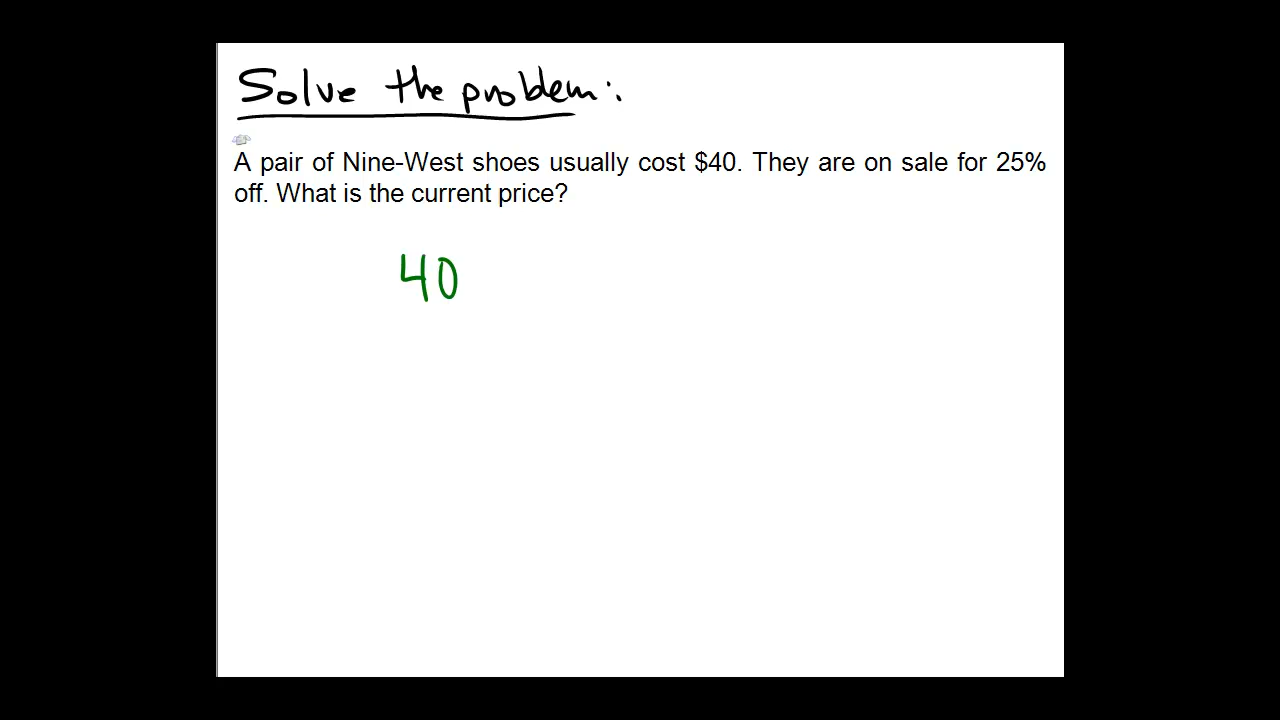 Solve the problem:
A pair of Nine-West shoes usually cost $40. They are on sale for 25%
off. What is the current price?
40